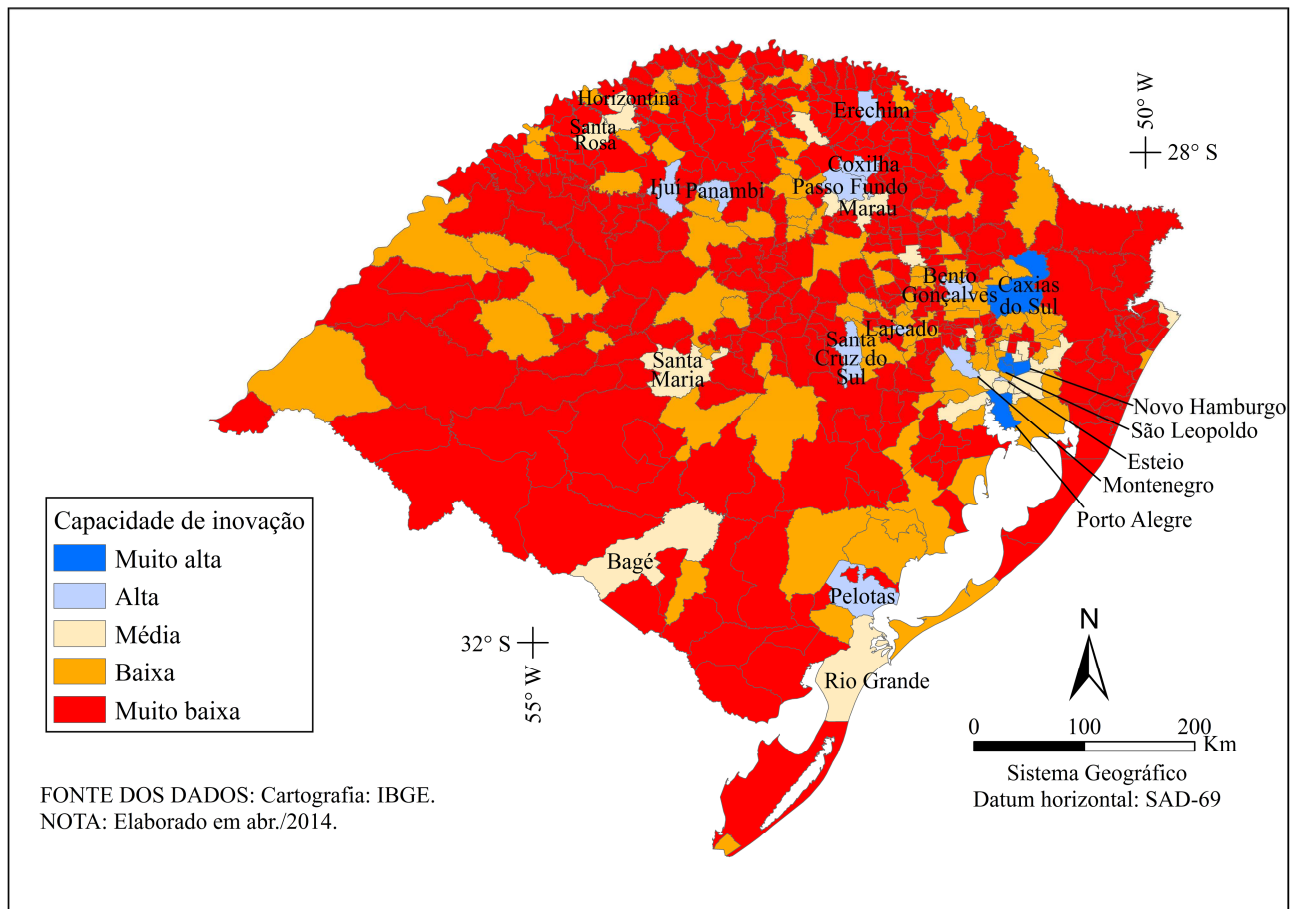 Horizontina
Santa
Rosa
Erechim
50° W
28° S
Coxilha
Ijuí
Panambi
Passo Fundo
Marau
Bento
Gonçalves
Caxias
do Sul
Lajeado
Santa
Cruz do
Sul
Santa
Maria
Novo Hamburgo
São Leopoldo
Esteio
Montenegro
Porto Alegre
Capacidade de inovação
Muito alta
Alta
Média
Baixa
Muito baixa
Bagé
Pelotas
32° S
55° W
Rio Grande
N
0 100 200
Km
Sistema Geográfico
Datum horizontal: SAD-69
FONTE DOS DADOS: Cartografia: IBGE.
NOTA: Elaborado em abr./2014.